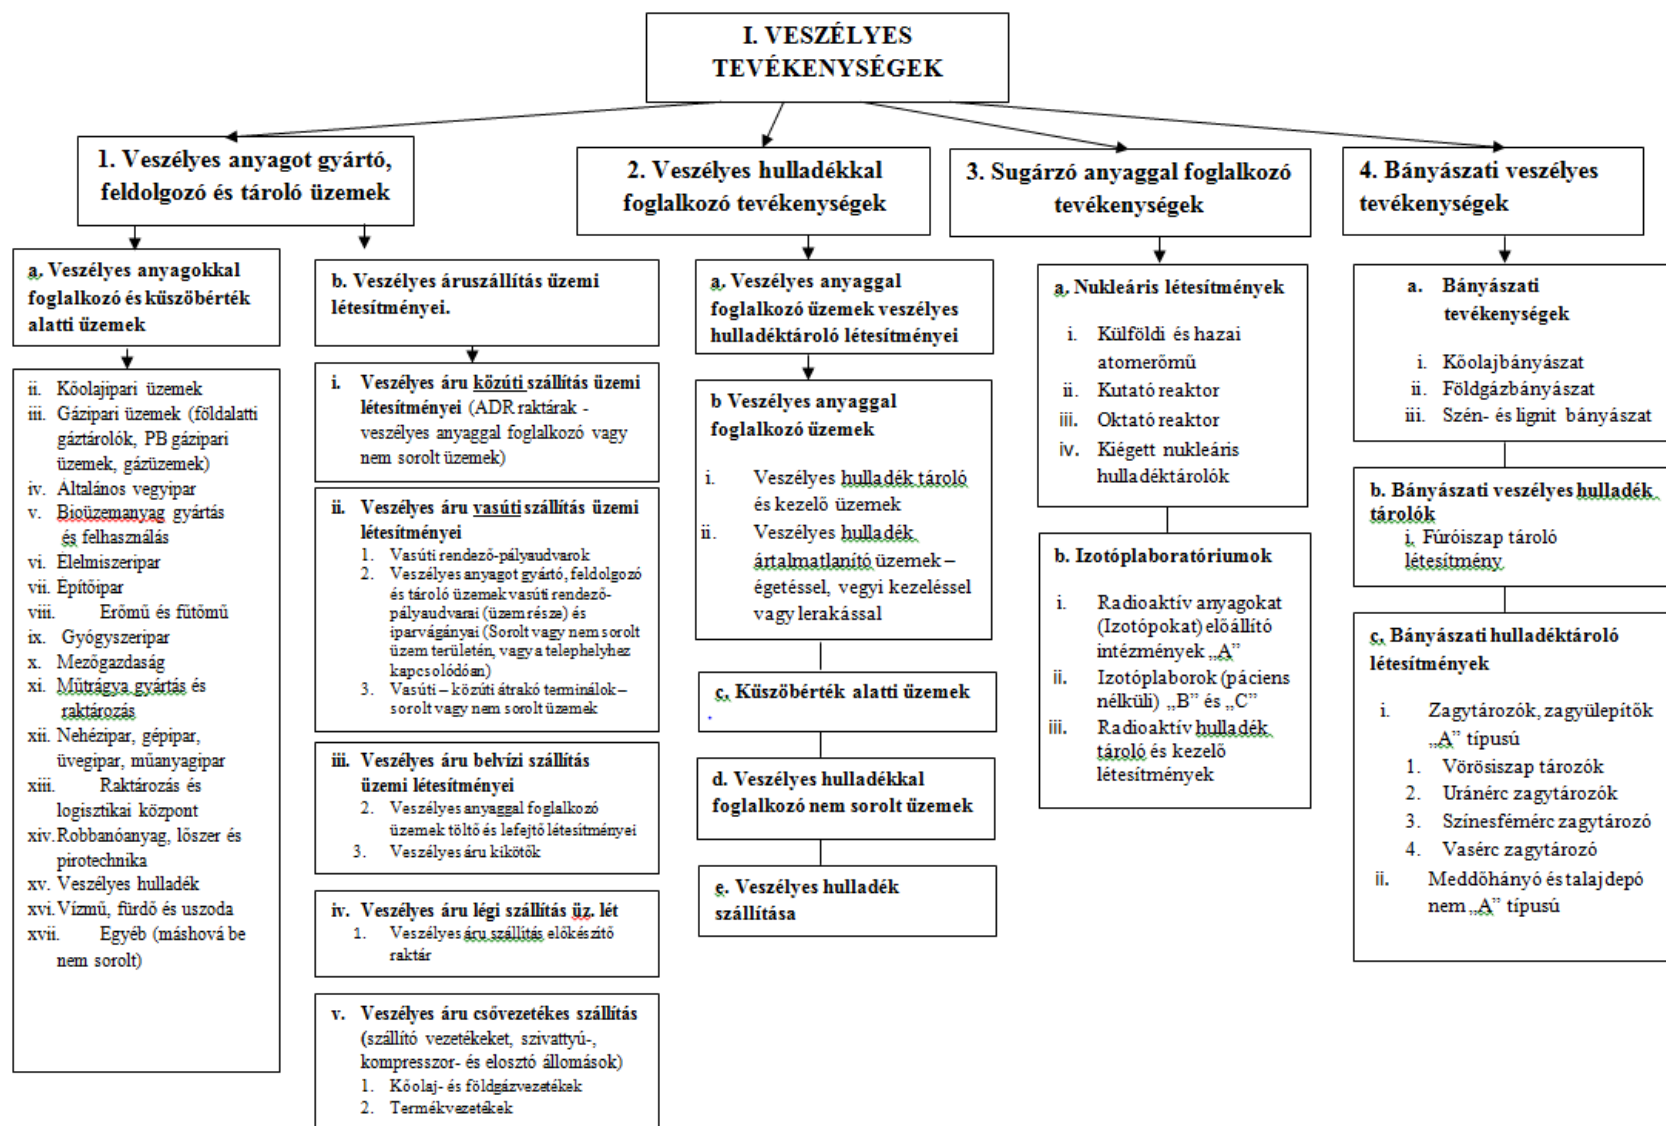 I. VESZÉLYES
TEVÉKENYSÉGEK
1. Veszélyes anyagot gyártó,
feldolgozó és tároló üzemek
a. Veszélyes anyagokkal
foglalkozó és küszöbérték
alatti üzemek
ii. Kőolajipari üzemek
iii. Gázipari üzemek (földalatti
gáztárolók, PB gázipari
üzemek, gázüzemek)
iv. Általános vegyipar
v. Bioüzemanyag gyártás
és felhasználás
vi. Élelmiszeripar
vii. Építőipar
viii. Erőmű és fűtőmű
ix. Gyógyszeripar
x. Mezőgazdaság
xi. Műtrágya gyártás és
raktározás
xii. Nehézipar, gépipar,
üvegipar, műanyagipar
xiii. Raktározás és
logisztikai központ
xiv. Robbanóanyag, lőszer és
pirotechnika
xv. Veszélyes hulladék
xvi. Vízmű, fürdő és uszoda
xvii. Egyéb (máshová be
nem sorolt)
b. Veszélyes áruszállítás üzemi
létesítményei.
i. Veszélyes áru közúti szállítás üzemi
létesítményei (ADR raktárak -
veszélyes anyaggal foglalkozó vagy
nem sorolt üzemek)
ii. Veszélyes áru vasúti szállítás üzemi
létesítményei
1. Vasúti rendező-pályaudvarok
2. Veszélyes anyagot gyártó, feldolgozó
és tároló üzemek vasúti rendező-
pályaudvarai (üzem része) és
iparvágányai (Sorolt vagy nem sorolt
üzem területén, vagy a telephelyhez
kapcsolódóan)
3. Vasúti – közúti átrakó terminálok –
sorolt vagy nem sorolt üzemek
iii. Veszélyes áru belvízi szállítás
üzemi létesítményei
2. Veszélyes anyaggal foglalkozó
üzemek töltő és lefejtő létesítményei
3. Veszélyes áru kikötők
iv. Veszélyes áru légi szállítás üz. lét
1. Veszélyes áru szállítás előkészítő
raktár
v. Veszélyes áru csővezetékes szállítás
(szállító vezetékeket, szivattyú-,
kompresszor- és elosztó állomások)
1. Kőolaj- és földgázvezetékek
2. Termékvezetékek
2. Veszélyes hulladékkal
foglalkozó tevékenységek
a. Veszélyes anyaggal
foglalkozó üzemek veszélyes
hulladéktároló létesítményei
b Veszélyes anyaggal
foglalkozó üzemek
i. Veszélyes hulladék tároló
és kezelő üzemek
ii. Veszélyes hulladék
ártalmatlanító üzemek –
égetéssel, vegyi kezeléssel
vagy lerakással
c. Küszöbérték alatti üzemek
.
d. Veszélyes hulladékkal
foglalkozó nem sorolt üzemek
e. Veszélyes hulladék
szállítása
3. Sugárzó anyaggal foglalkozó
tevékenységek
a. Nukleáris létesítmények
i. Külföldi és hazai
atomerőmű
ii. Kutató reaktor
iii. Oktató reaktor
iv. Kiégett nukleáris
hulladéktárolók
b. Izotóplaboratóriumok
i. Radioaktív anyagokat
(Izotópokat) előállító
intézmények „A”
ii. Izotóplaborok (páciens
nélküli) „B” és „C”
iii. Radioaktív hulladék
tároló és kezelő
létesítmények
4. Bányászati veszélyes
tevékenységek
a. Bányászati
tevékenységek
i. Kőolajbányászat
ii. Földgázbányászat
iii. Szén- és lignit bányászat
b. Bányászati veszélyes hulladék
tárolók
i. Fúróiszap tároló
létesítmény
c. Bányászati hulladéktároló
létesítmények
i. Zagytározók, zagyülepítők
„A” típusú
1. Vörösiszap tározók
2. Uránérc zagytározók
3. Színesfémérc zagytározó
4. Vasérc zagytározó
ii. Meddőhányó és talajdepó
nem „A” típusú